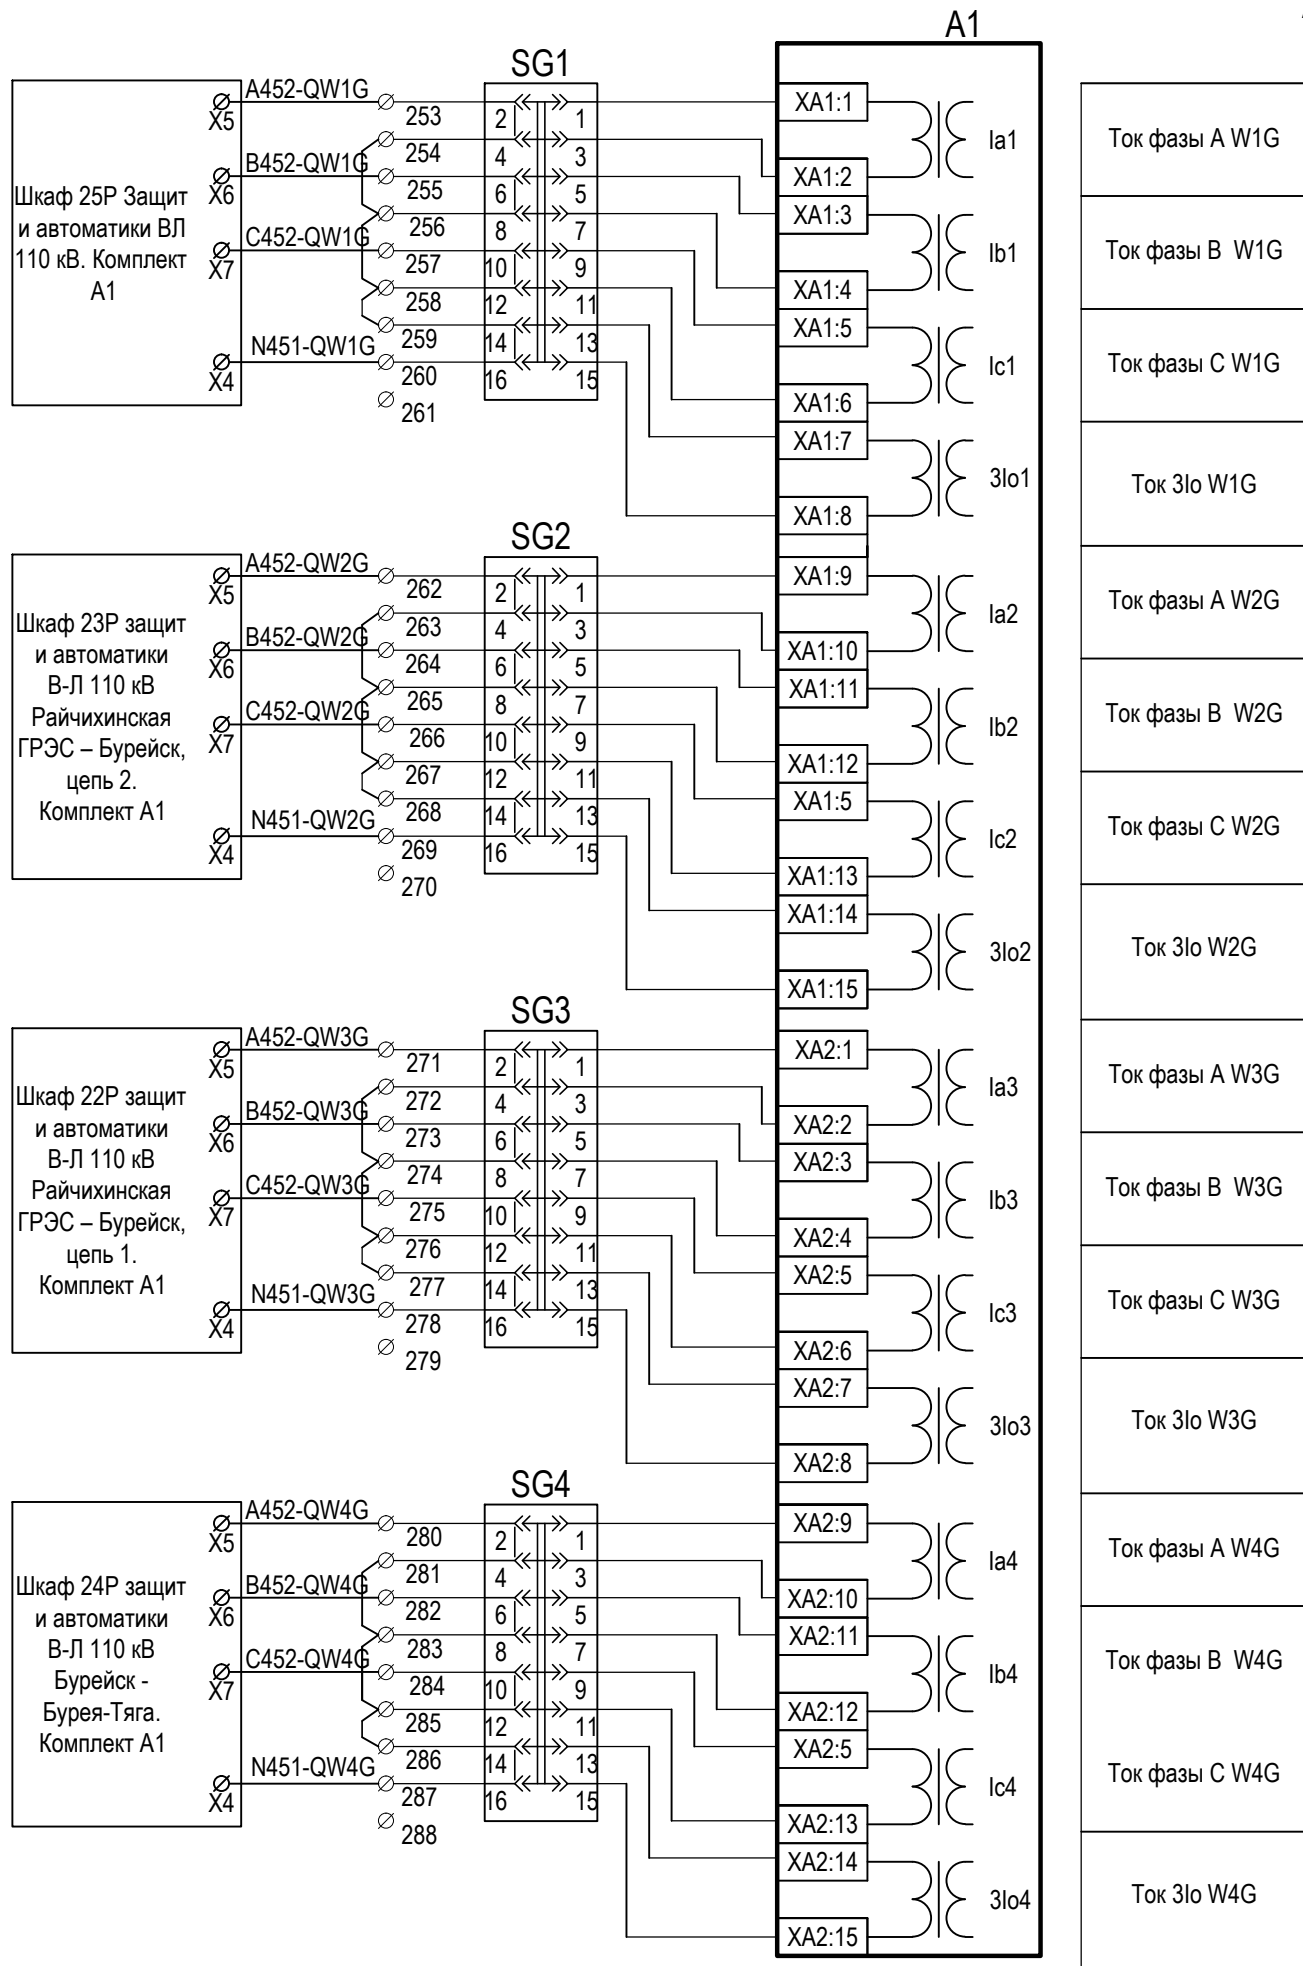 A1
SG1
Шкаф 25Р Защит
и автоматики ВЛ
110 кВ. Комплект
А1
X5
X6
X7
X4
A452-QW1G
B452-QW1G
C452-QW1G
N451-QW1G
253
254
255
256
257
258
259
260
261
2
4
6
8
10
12
14
16
1
3
5
7
9
11
13
15
XA1:1
XA1:2
XA1:3
XA1:4
XA1:5
XA1:6
XA1:7
XA1:8
Ia1
Ib1
Ic1
3Io1
Ток фазы А W1G
Ток фазы В W1G
Ток фазы С W1G
Ток 3Io W1G
SG2
Шкаф 23Р защит
и автоматики
В-Л 110 кВ
Райчихинская
ГРЭС – Бурейск,
цепь 2.
Комплект А1
X5
X6
X7
X4
A452-QW2G
B452-QW2G
C452-QW2G
N451-QW2G
262
263
264
265
266
267
268
269
270
2
4
6
8
10
12
14
16
1
3
5
7
9
11
13
15
XA1:9
XA1:10
XA1:11
XA1:12
XA1:5
XA1:13
XA1:14
XA1:15
Ia2
Ib2
Ic2
3Io2
Ток фазы А W2G
Ток фазы В W2G
Ток фазы С W2G
Ток 3Io W2G
SG3
Шкаф 22Р защит
и автоматики
В-Л 110 кВ
Райчихинская
ГРЭС – Бурейск,
цепь 1.
Комплект А1
X5
X6
X7
X4
A452-QW3G
B452-QW3G
C452-QW3G
N451-QW3G
271
272
273
274
275
276
277
278
279
2
4
6
8
10
12
14
16
1
3
5
7
9
11
13
15
XA2:1
XA2:2
XA2:3
XA2:4
XA2:5
XA2:6
XA2:7
XA2:8
Ia3
Ib3
Ic3
3Io3
Ток фазы А W3G
Ток фазы В W3G
Ток фазы С W3G
Ток 3Io W3G
SG4
Шкаф 24Р защит
и автоматики
В-Л 110 кВ
Бурейск -
Бурея-Тяга.
Комплект А1
X5
X6
X7
X4
A452-QW4G
B452-QW4G
C452-QW4G
N451-QW4G
280
281
282
283
284
285
286
287
288
2
4
6
8
10
12
14
16
1
3
5
7
9
11
13
15
XA2:9
XA2:10
XA2:11
XA2:12
XA2:5
XA2:13
XA2:14
XA2:15
Ia4
Ib4
Ic4
3Io4
Ток фазы А W4G
Ток фазы В W4G
Ток фазы С W4G
Ток 3Io W4G